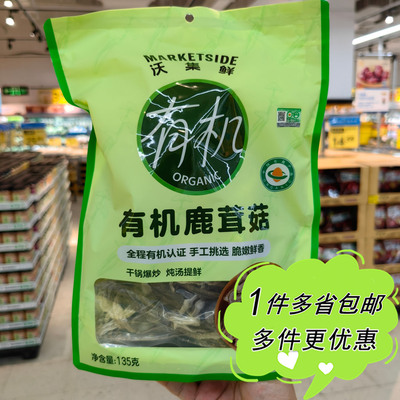 MARKETSIDE
沃集鲜
有机
ORGANIC
有机鹿茸菇
全程有机认证 手工挑选 脆嫩鲜香
干锅爆炒 炖汤提鲜
净含量:135克
1件多省包邮
多件更优惠